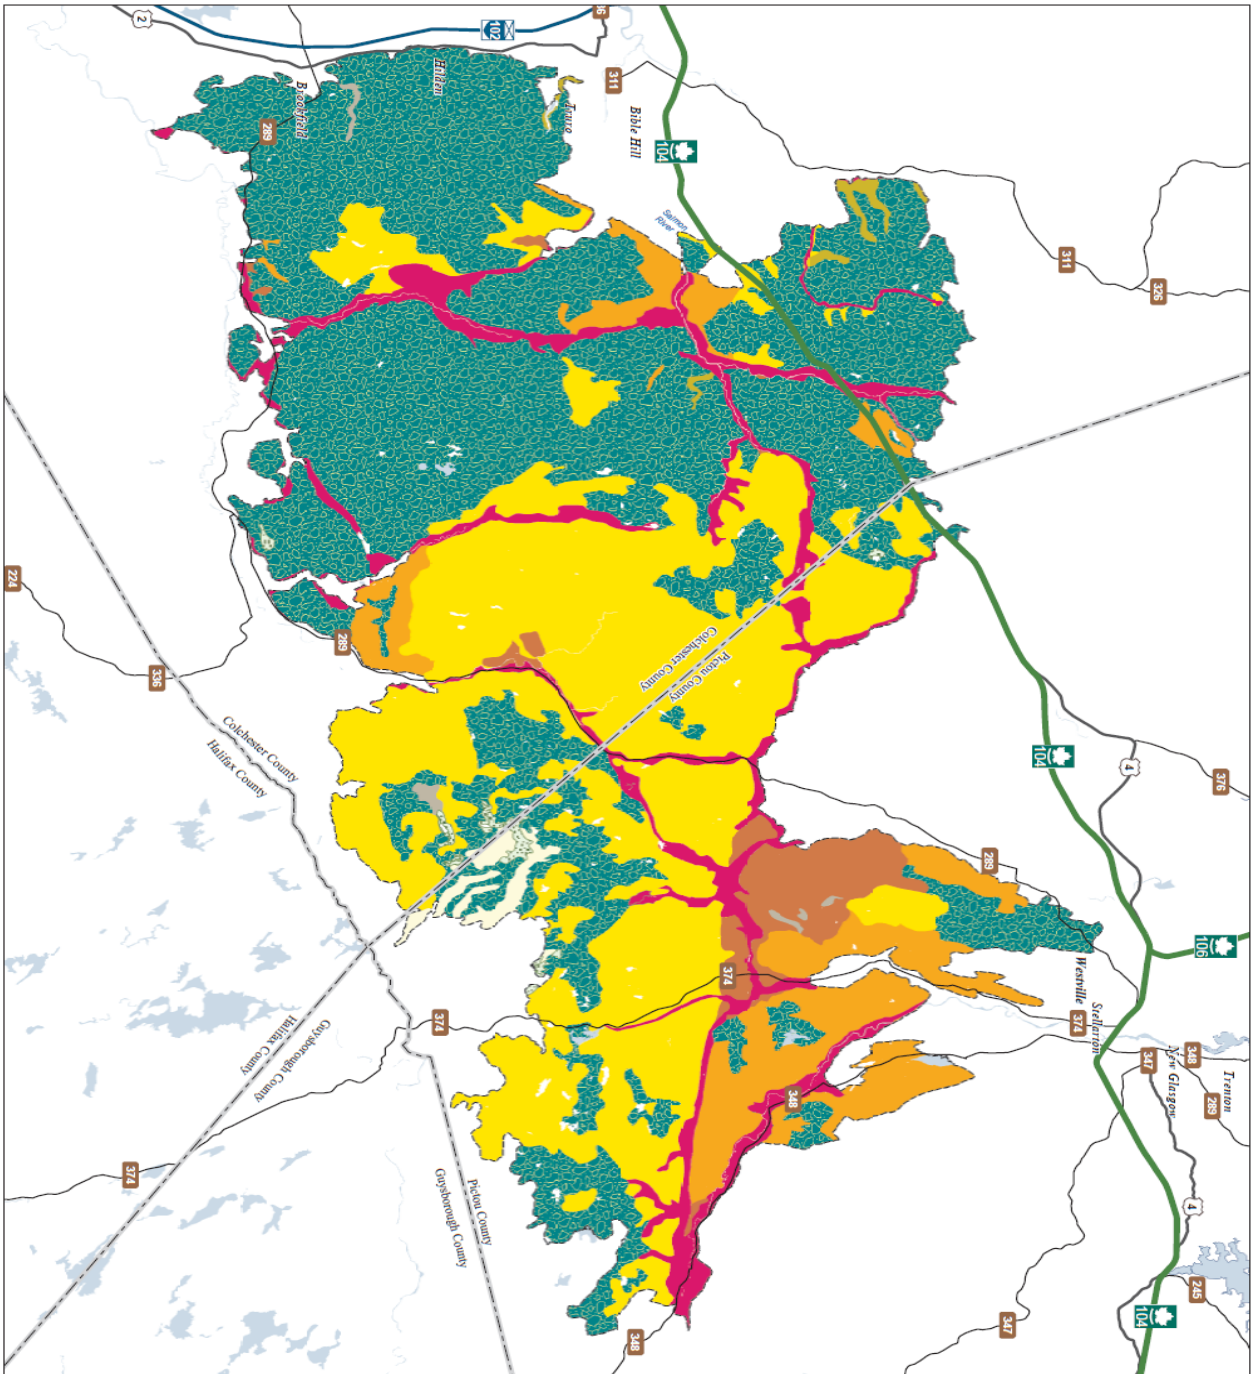 2
102
311
Hilden
Brookfield
Truro
Bible Hill
289
104
Salmon
River
311
326
224
336
289
Colchester County
Pictou County
Colchester County
Halifax County
104
4
376
289
106
Westville
374
374
Stellarton
374
348
347
New Glasgow
Trenton
289
348
Guysborough County
Halifax County
374
Pictou County
Guysborough County
4
245
104
347
348